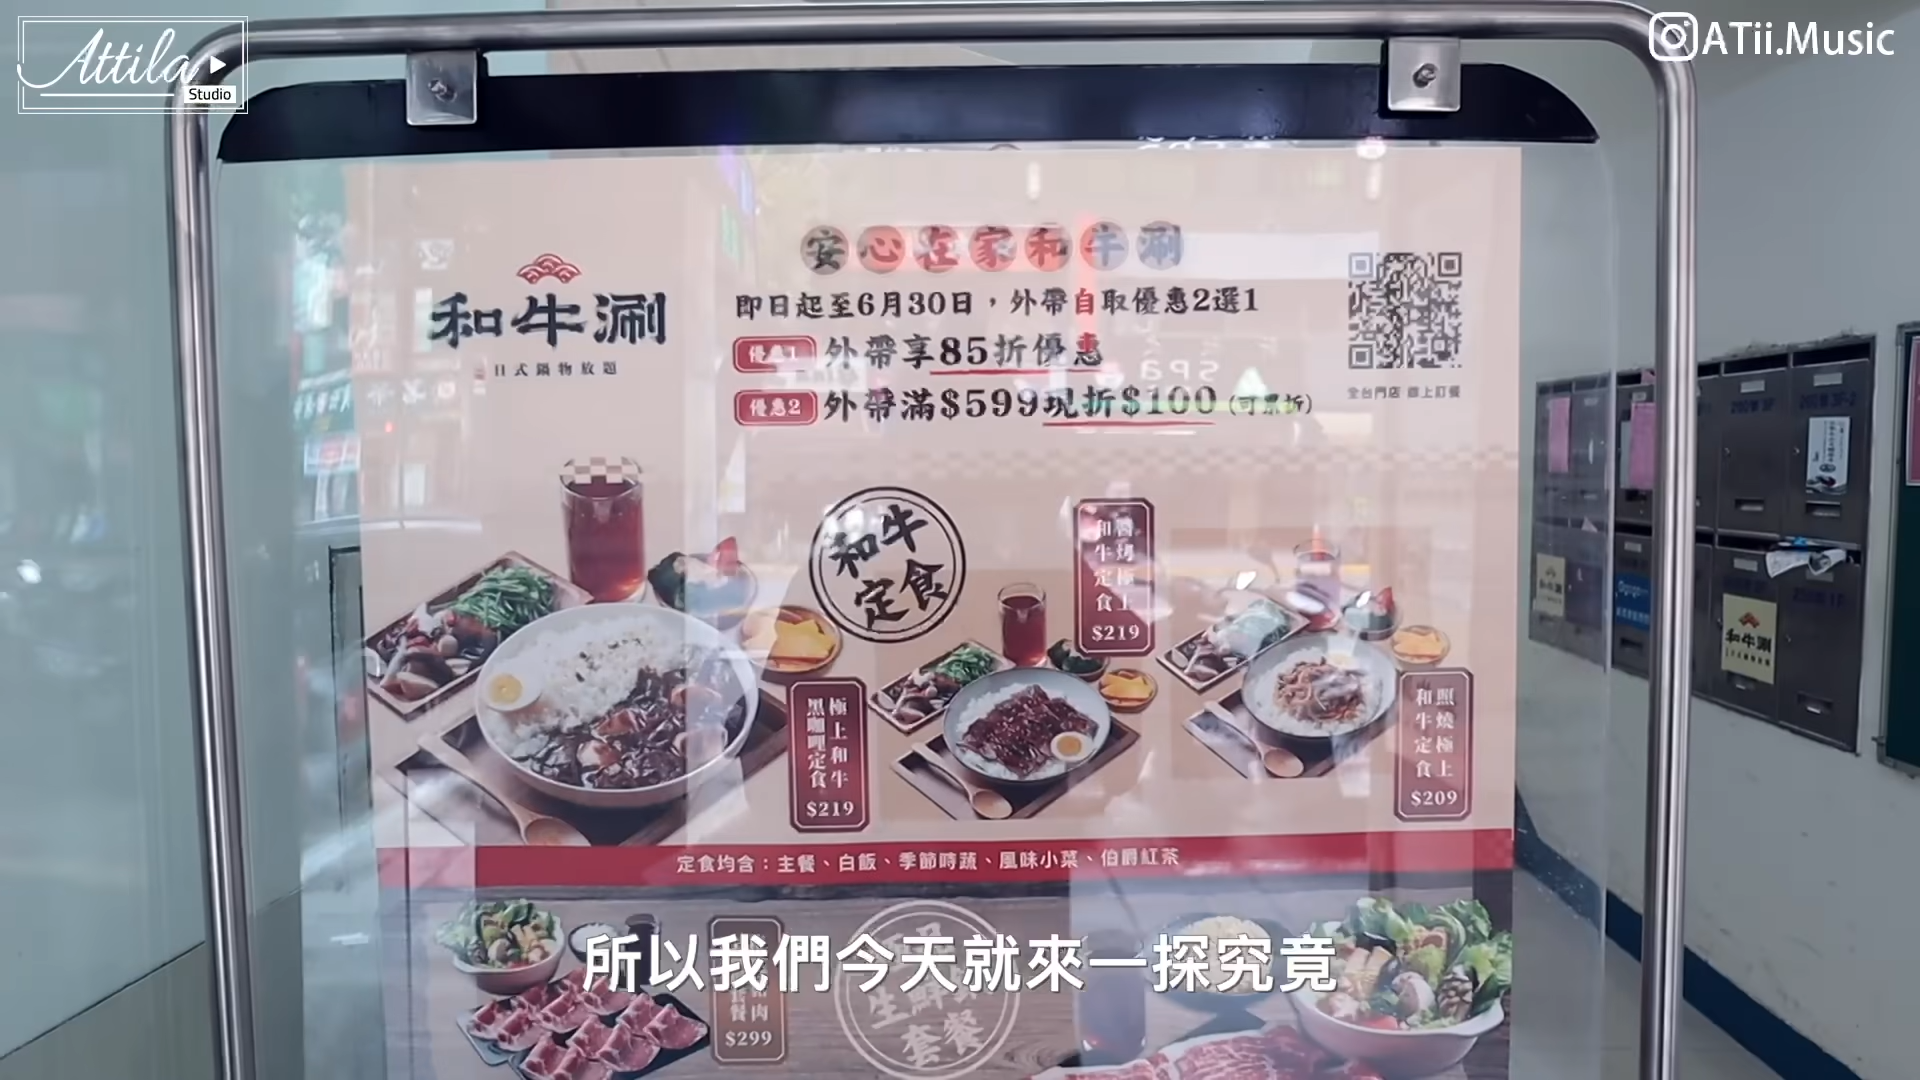 Attila
Studio
ATii.Music
安心在家和牛涮
和牛涮
日式鍋物放題
即日起至6月30日，外帶自取優惠2選1
優惠1 外帶享85折優惠
優惠2 外帶滿$599現折$100(可累折)
全台門店 線上訂餐
和牛
定食
醬烤極上
和牛定食
$219
極上和牛
黑咖哩定食
$219
照燒極上
和牛定食
$209
定食均含：主餐、白飯、季節時蔬、風味小菜、伯爵紅茶
$299
生鮮
套餐
和牛涮
所以我們今天就來一探究竟